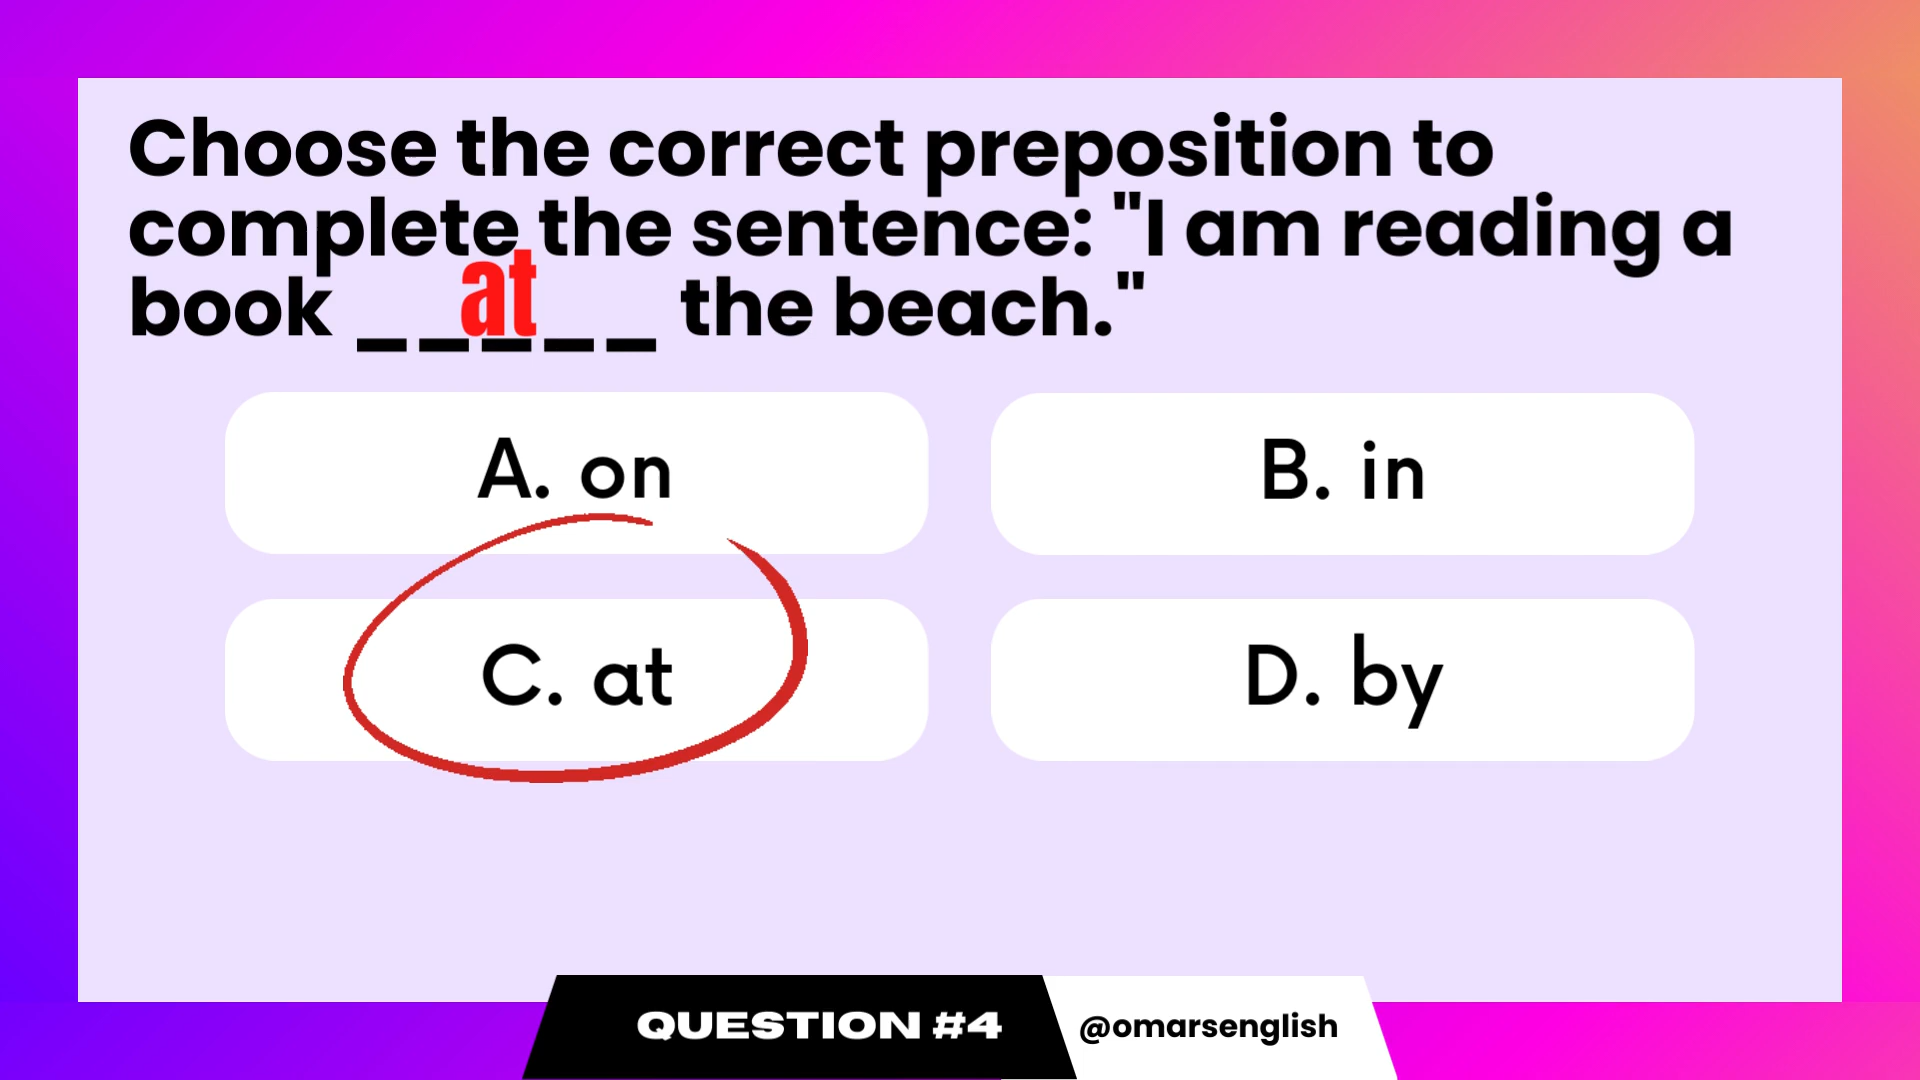 Choose the correct preposition to
complete the sentence: "I am reading a
book __at__ the beach."
A. on
B. in
C. at
D. by
QUESTION #4
@omarsenglish